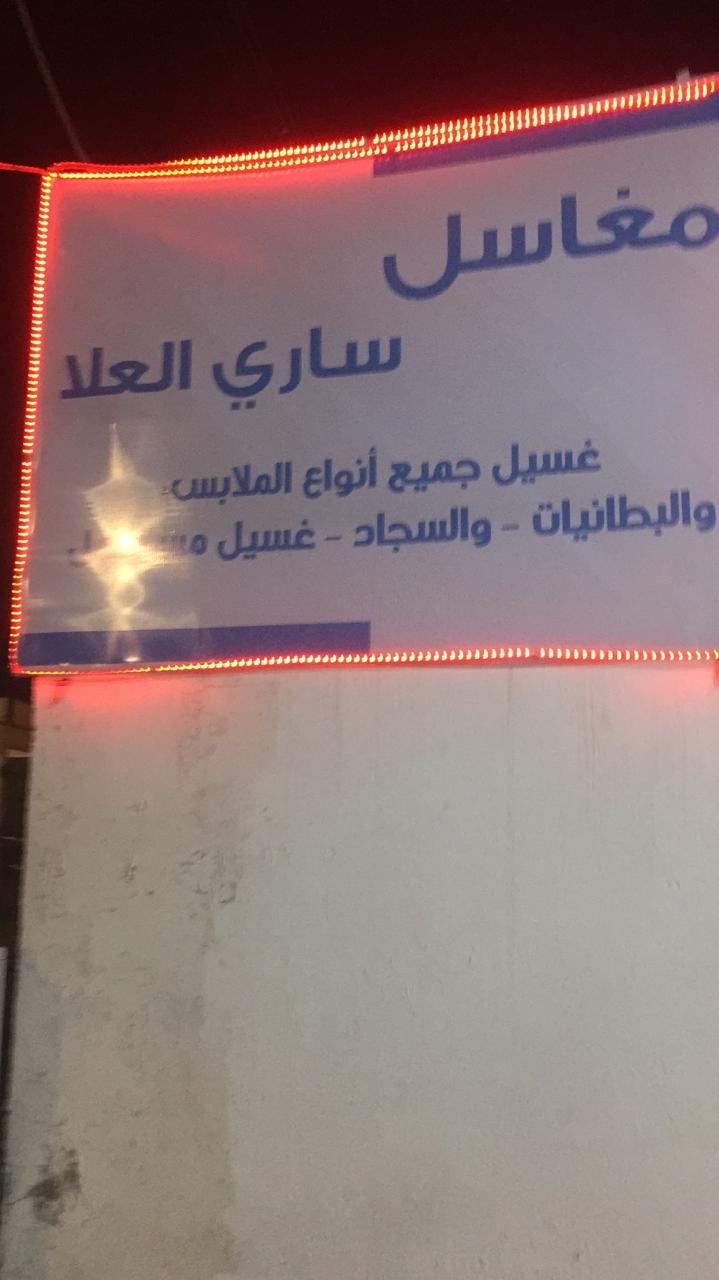 مغاسل
ساري العلا
غسيل جميع أنواع الملابس
والبطانيات - والسجاد - غسيل